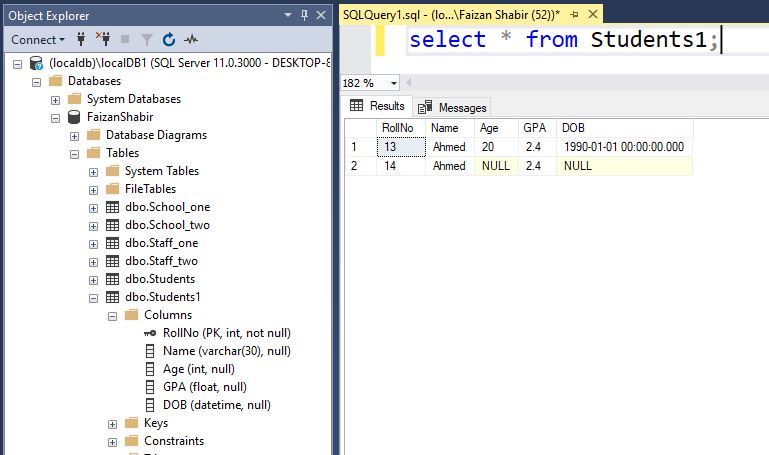 Object Explorer
Connect
(localdb)\localDB1 (SQL Server 11.0.3000 - DESKTOP-8
Databases
System Databases
FaizanShabir
Database Diagrams
Tables
System Tables
FileTables
dbo.School_one
dbo.School_two
dbo.Staff_one
dbo.Staff_two
dbo.Students
dbo.Students1
Columns
RollNo (PK, int, not null)
Name (varchar(30), null)
Age (int, null)
GPA (float, null)
DOB (datetime, null)
Keys
Constraints
SQLQuery1.sql - (lo...\Faizan Shabir (52))*
select * from Students1;
182 %
Results Messages
RollNo Name Age GPA DOB
1 13 Ahmed 20 2.4 1990-01-01 00:00:00.000
2 14 Ahmed NULL 2.4 NULL